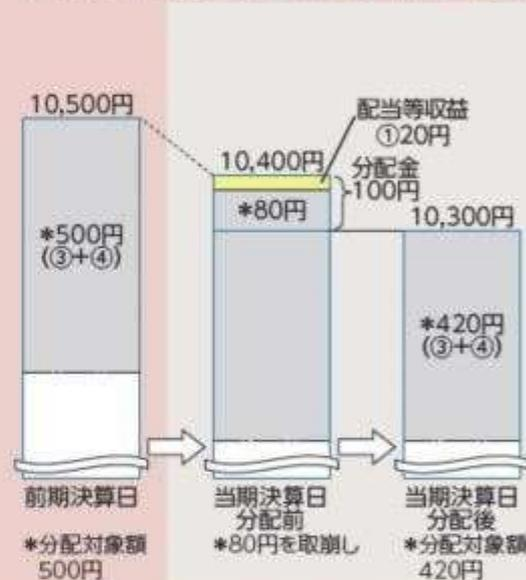 10,500円
*500円
(③+④)
前期決算日
*分配対象額
500円
配当等収益
①20円
10,400円
分配金
100円
*80円
当期決算日
分配前
*80円を取崩し
10,300円
*420円
(③+④)
当期決算日
分配後
*分配対象額
420円